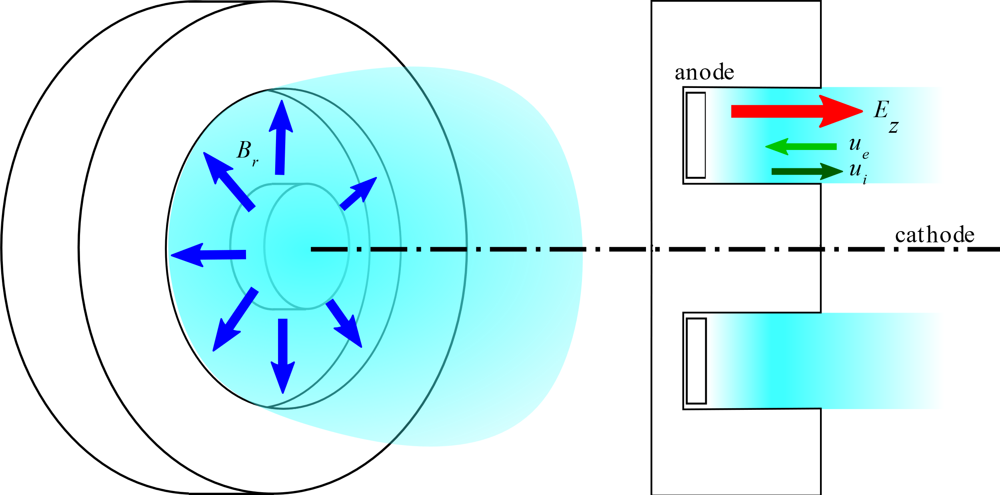 anode
E_z
B_r
u_e
u_i
cathode